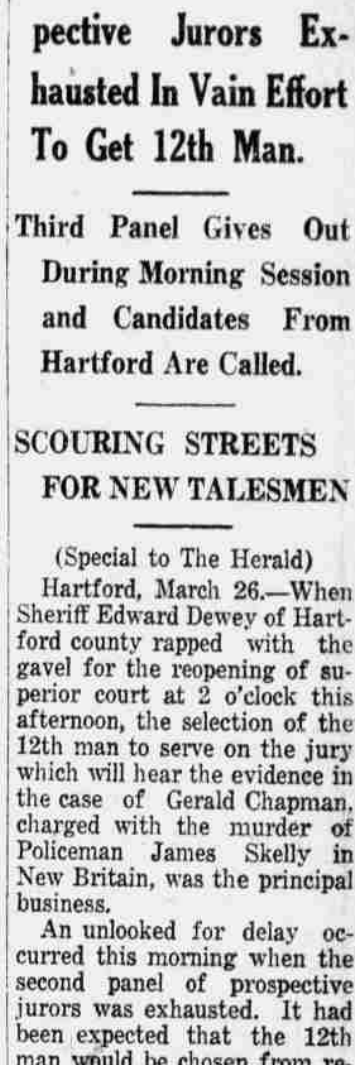 pective Jurors Ex-
hausted In Vain Effort
To Get 12th Man.
Third Panel Gives Out
During Morning Session
and Candidates From
Hartford Are Called.
SCOURING STREETS
FOR NEW TALESMEN
(Special to The Herald)
Hartford, March 26.—When
Sheriff Edward Dewey of Hart-
ford county rapped with the
gavel for the reopening of su-
perior court at 2 o'clock this
afternoon, the selection of the
12th man to serve on the jury
which will hear the evidence in
the case of Gerald Chapman,
charged with the murder of
Policeman James Skelly in
New Britain, was the principal
business.
An unlooked for delay oc-
curred this morning when the
second panel of prospective
jurors was exhausted. It had
been expected that the 12th
man would be chosen from re-